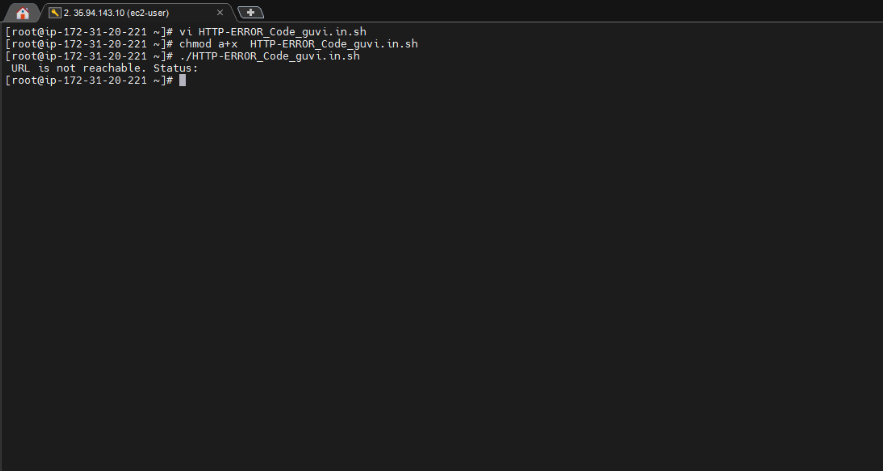 2. 35.94.143.10 (ec2-user)
[root@ip-172-31-20-221 ~]# vi HTTP-ERROR_Code_guvi.in.sh
[root@ip-172-31-20-221 ~]# chmod a+x  HTTP-ERROR_Code_guvi.in.sh
[root@ip-172-31-20-221 ~]# ./HTTP-ERROR_Code_guvi.in.sh
 URL is not reachable. Status:
[root@ip-172-31-20-221 ~]#